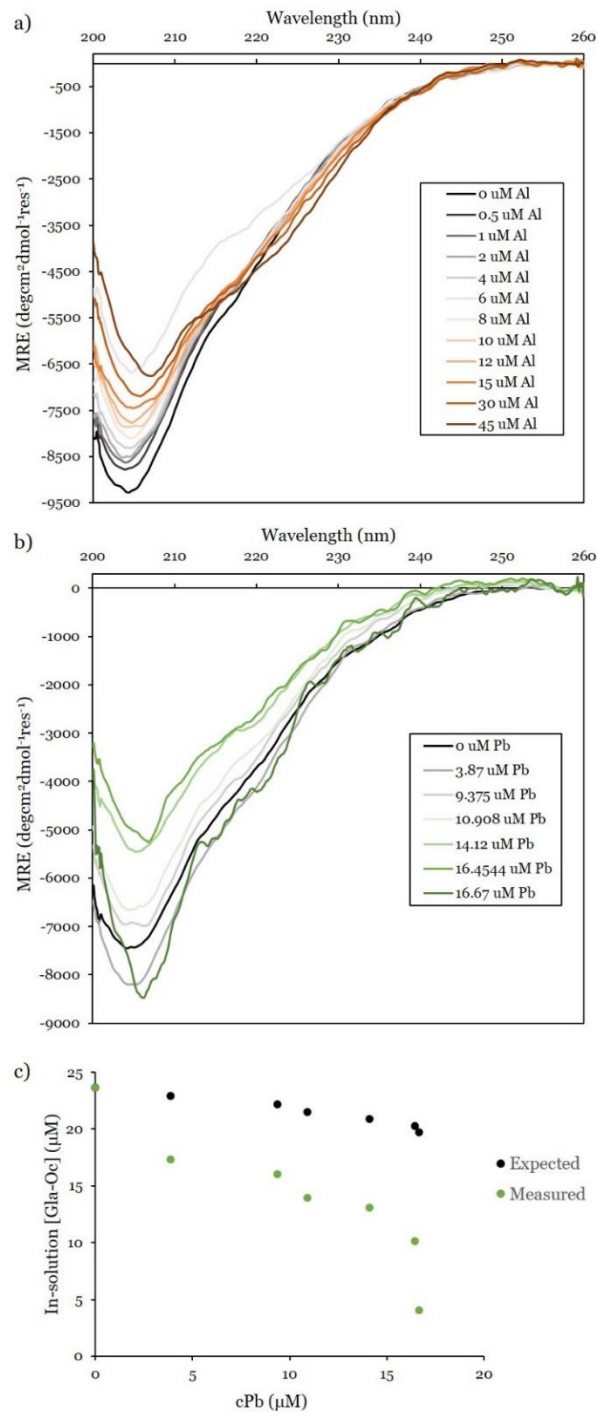 a)
Wavelength (nm)
200 210 220 230 240 250 260
-500
-1500
-2500
-3500
-4500
-5500
-6500
-7500
-8500
-9500
MRE (degcm²dmol⁻¹res⁻¹)
0 uM Al
0.5 uM Al
1 uM Al
2 uM Al
4 uM Al
6 uM Al
8 uM Al
10 uM Al
12 uM Al
15 uM Al
30 uM Al
45 uM Al
b)
Wavelength (nm)
200 210 220 230 240 250 260
0
-1000
-2000
-3000
-4000
-5000
-6000
-7000
-8000
-9000
MRE (degcm²dmol⁻¹res⁻¹)
0 uM Pb
3.87 uM Pb
9.375 uM Pb
10.908 uM Pb
14.12 uM Pb
16.4544 uM Pb
16.67 uM Pb
c)
25
20
15
10
5
0
In-solution [Gla-Oc] (µM)
Expected
Measured
0 5 10 15 20
cPb (µM)